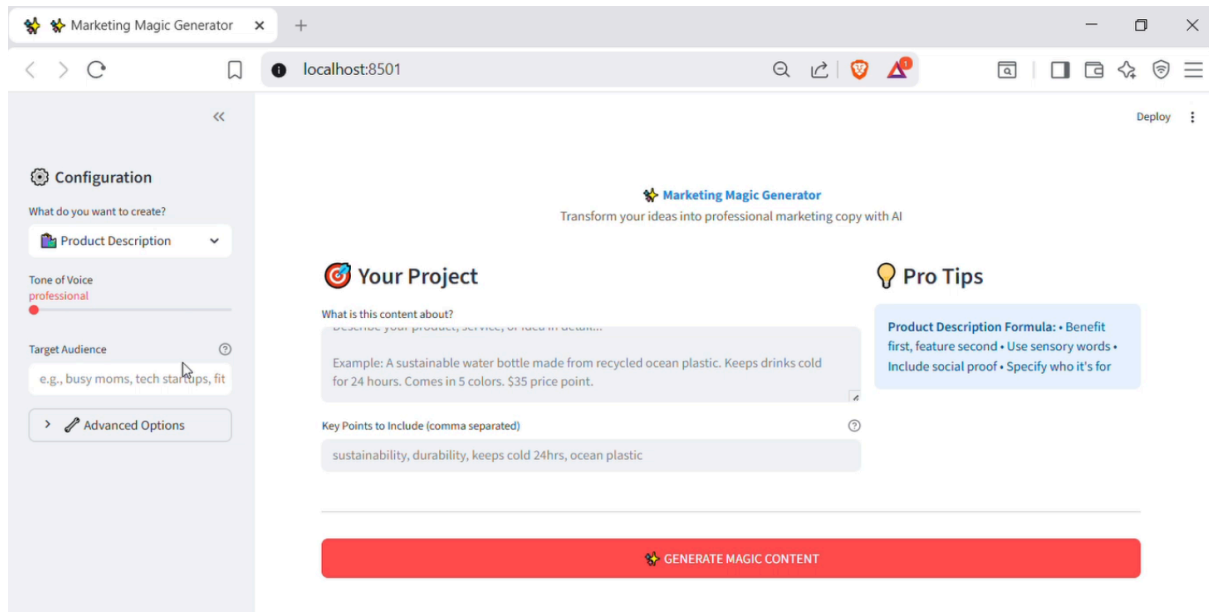 Marketing Magic Generator
localhost:8501
1
Deploy
Configuration
What do you want to create?
Product Description
Tone of Voice
professional
Target Audience
e.g., busy moms, tech startups, fit
Advanced Options
Marketing Magic Generator
Transform your ideas into professional marketing copy with AI
Your Project
What is this content about?
Describe your product, service, or idea in detail...
Example: A sustainable water bottle made from recycled ocean plastic. Keeps drinks cold
for 24 hours. Comes in 5 colors. $35 price point.
Key Points to Include (comma separated)
sustainability, durability, keeps cold 24hrs, ocean plastic
Pro Tips
Product Description Formula: • Benefit
first, feature second • Use sensory words •
Include social proof • Specify who it's for
GENERATE MAGIC CONTENT